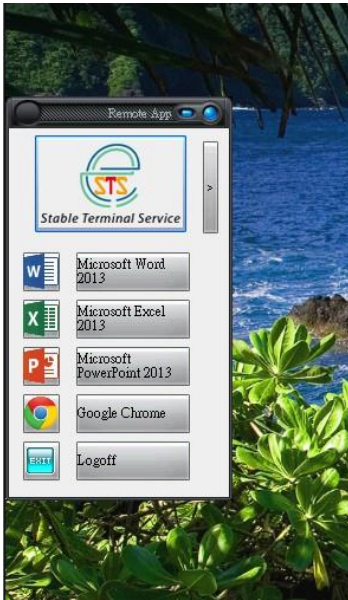 Remote App
STS
Stable Terminal Service
>
W
Microsoft Word
2013
X
Microsoft Excel
2013
P
Microsoft
PowerPoint 2013
Google Chrome
EXIT
Logoff